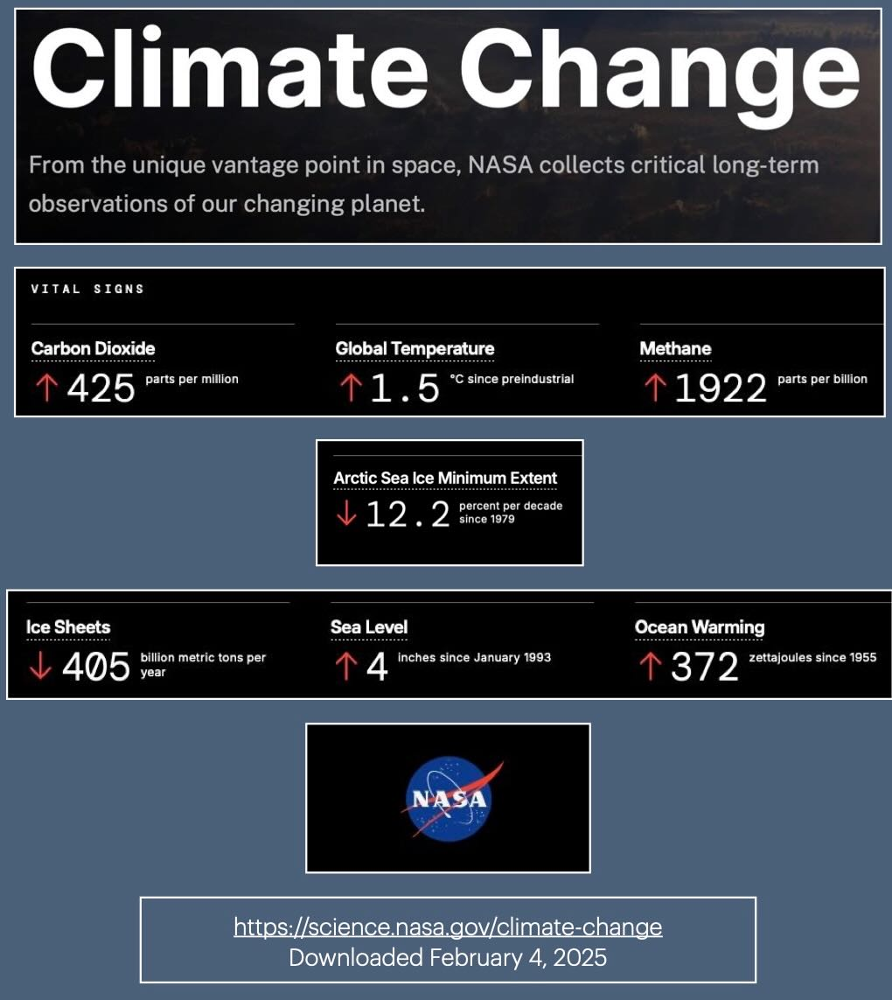 Climate Change
From the unique vantage point in space, NASA collects critical long-term
observations of our changing planet.
VITAL SIGNS
Carbon Dioxide
↑ 425 parts per million
Global Temperature
↑ 1.5 °C since preindustrial
Methane
↑ 1922 parts per billion
Arctic Sea Ice Minimum Extent
↓ 12.2 percent per decade
since 1979
Ice Sheets
↓ 405 billion metric tons per
year
Sea Level
↑ 4 inches since January 1993
Ocean Warming
↑ 372 zettajoules since 1955
NASA
https://science.nasa.gov/climate-change
Downloaded February 4, 2025